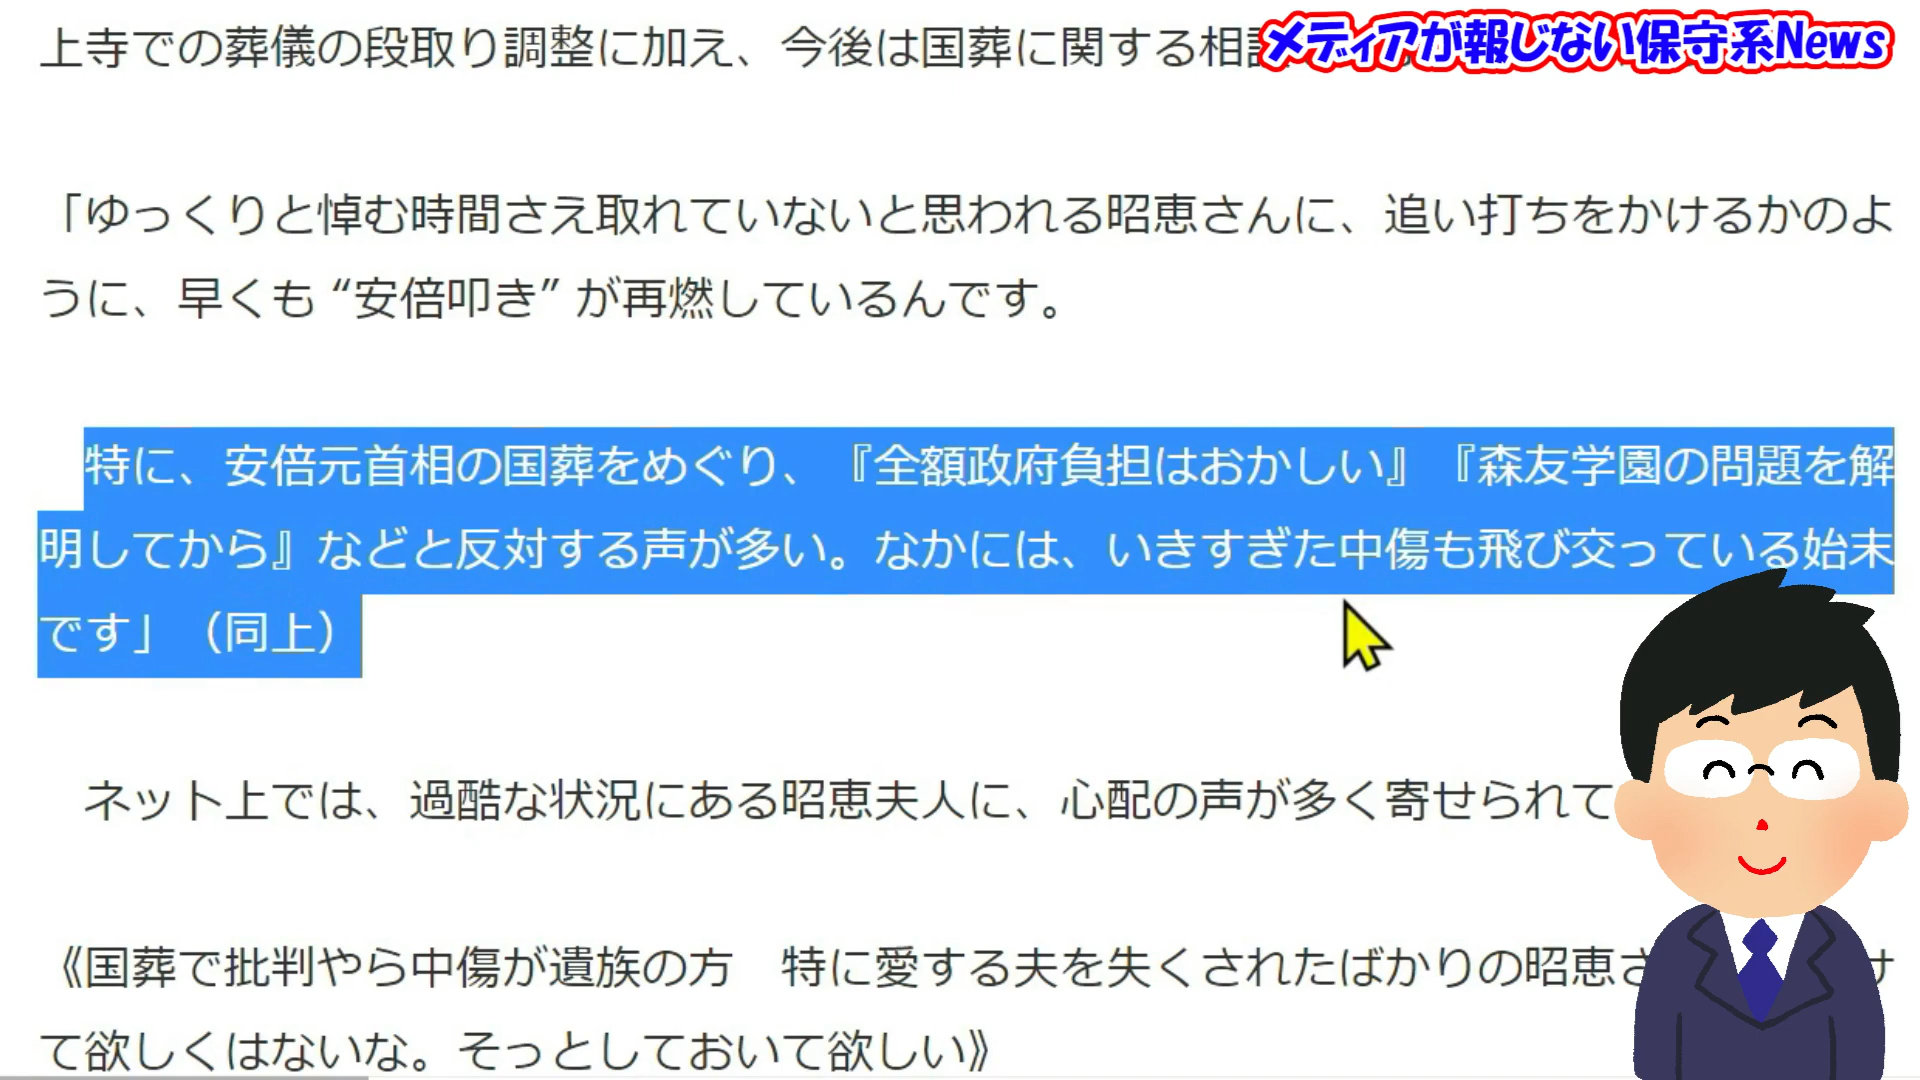 上寺での葬儀の段取り調整に加え、今後は国葬に関する相
メディアが報じない保守系News
「ゆっくりと悼む時間さえ取れていないと思われる昭恵さんに、追い打ちをかけるかのよ
うに、早くも “安倍叩き” が再燃しているんです。
特に、安倍元首相の国葬をめぐり、『全額政府負担はおかしい』『森友学園の問題を解
明してから』などと反対する声が多い。なかには、いきすぎた中傷も飛び交っている始末
です」（同上）
ネット上では、過酷な状況にある昭恵夫人に、心配の声が多く寄せられて
《国葬で批判やら中傷が遺族の方　特に愛する夫を失くされたばかりの昭恵さ
て欲しくはないな。そっとしておいて欲しい》